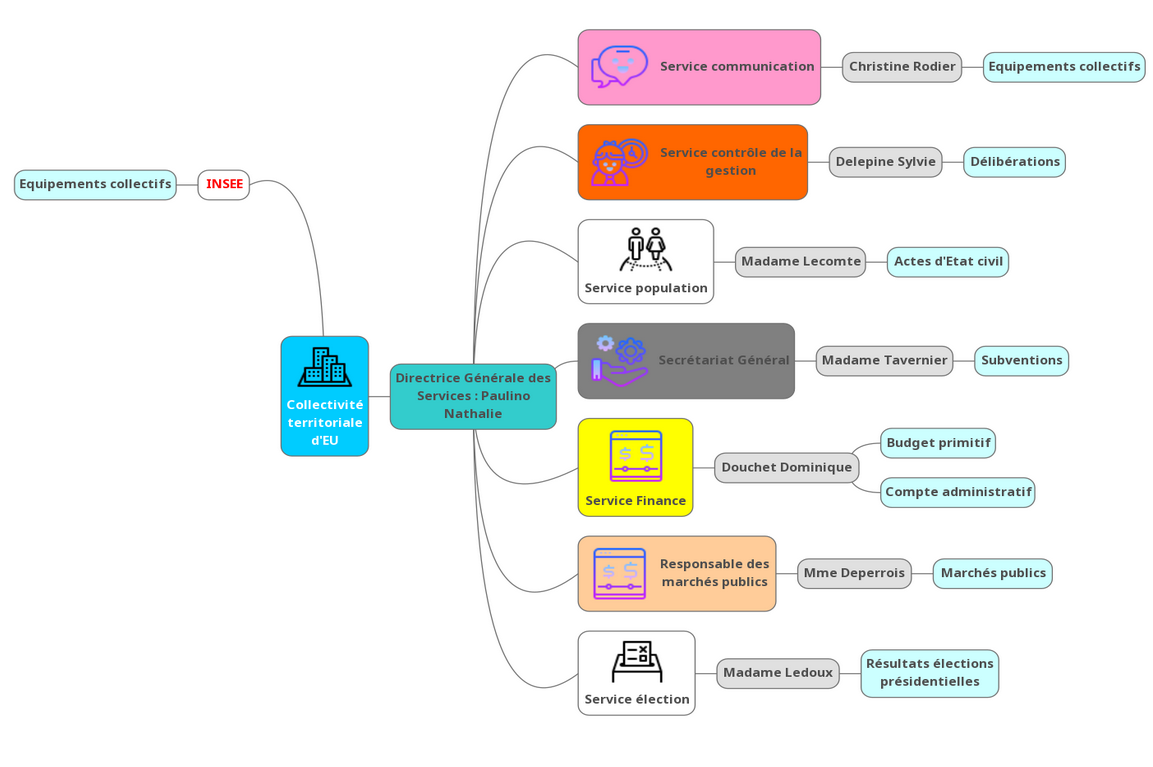 Equipements collectifs
INSEE
Collectivité
territoriale
d'EU
Directrice Générale des
Services : Paulino
Nathalie
Service communication
Christine Rodier
Equipements collectifs
Service contrôle de la
gestion
Delepine Sylvie
Délibérations
Service population
Madame Lecomte
Actes d'Etat civil
Secrétariat Général
Madame Tavernier
Subventions
Service Finance
Douchet Dominique
Budget primitif
Compte administratif
Responsable des
marchés publics
Mme Deperrois
Marchés publics
Service élection
Madame Ledoux
Résultats élections
présidentielles